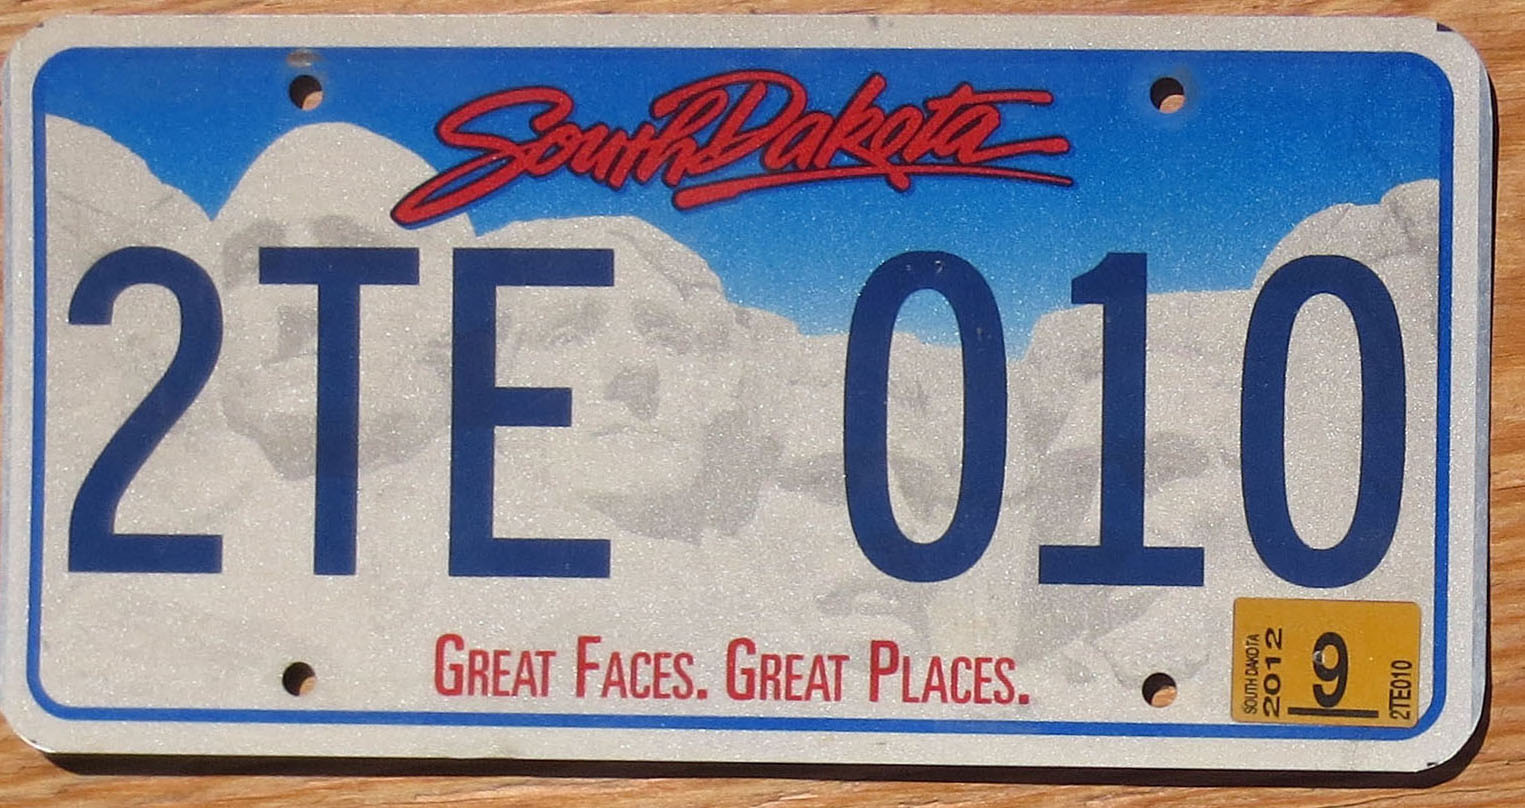 South Dakota
2TE 010
GREAT FACES. GREAT PLACES.
SOUTH DAKOTA
2012
9
2TE010